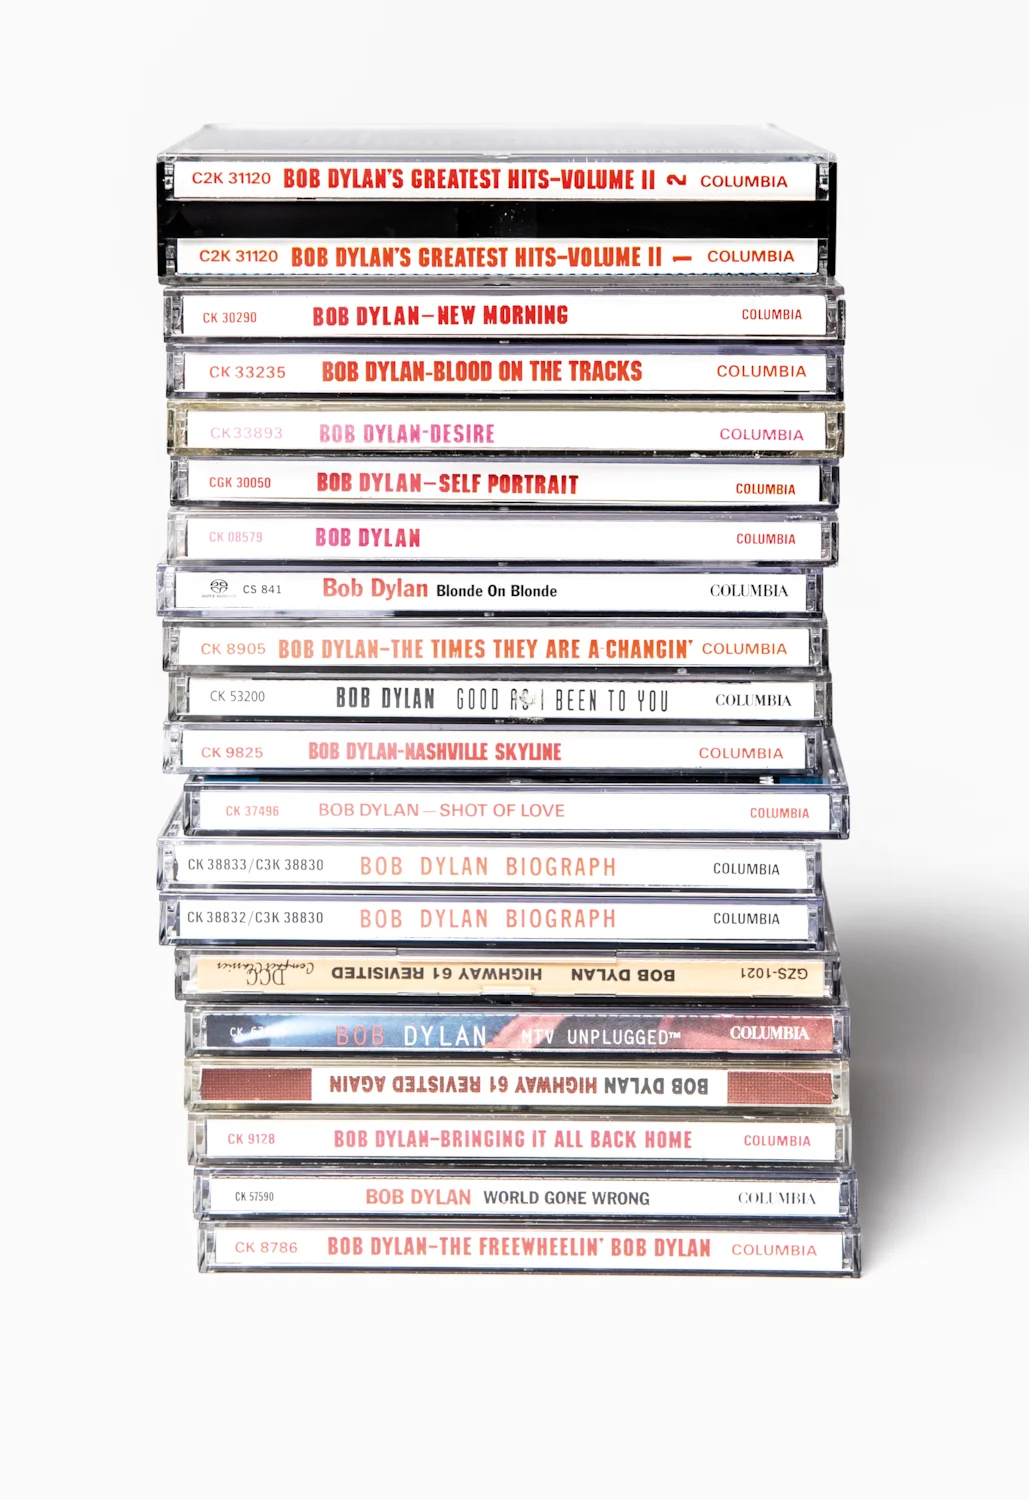 C2K 31120 BOB DYLAN'S GREATEST HITS–VOLUME II 2 COLUMBIA
C2K 31120 BOB DYLAN'S GREATEST HITS–VOLUME II 1 COLUMBIA
CK 30290 BOB DYLAN–NEW MORNING COLUMBIA
CK 33235 BOB DYLAN-BLOOD ON THE TRACKS COLUMBIA
CK33893 BOB DYLAN-DESIRE COLUMBIA
CGK 30050 BOB DYLAN–SELF PORTRAIT COLUMBIA
CK 08579 BOB DYLAN COLUMBIA
CS 841 Bob Dylan Blonde On Blonde COLUMBIA
CK 8905 BOB DYLAN–THE TIMES THEY ARE A-CHANGIN' COLUMBIA
CK 53200 BOB DYLAN GOOD AS I BEEN TO YOU COLUMBIA
CK 9825 BOB DYLAN-NASHVILLE SKYLINE COLUMBIA
CK 37496 BOB DYLAN – SHOT OF LOVE COLUMBIA
CK 38833/C3K 38830 BOB DYLAN BIOGRAPH COLUMBIA
CK 38832/C3K 38830 BOB DYLAN BIOGRAPH COLUMBIA
GZS-1021 BOB DYLAN HIGHWAY 61 REVISITED DCC Compact Classics
CK BOB DYLAN MTV UNPLUGGED™ COLUMBIA
BOB DYLAN HIGHWAY 61 REVISTED AGAIN
CK 9128 BOB DYLAN–BRINGING IT ALL BACK HOME COLUMBIA
CK 57590 BOB DYLAN WORLD GONE WRONG COLUMBIA
CK 8786 BOB DYLAN–THE FREEWHEELIN' BOB DYLAN COLUMBIA